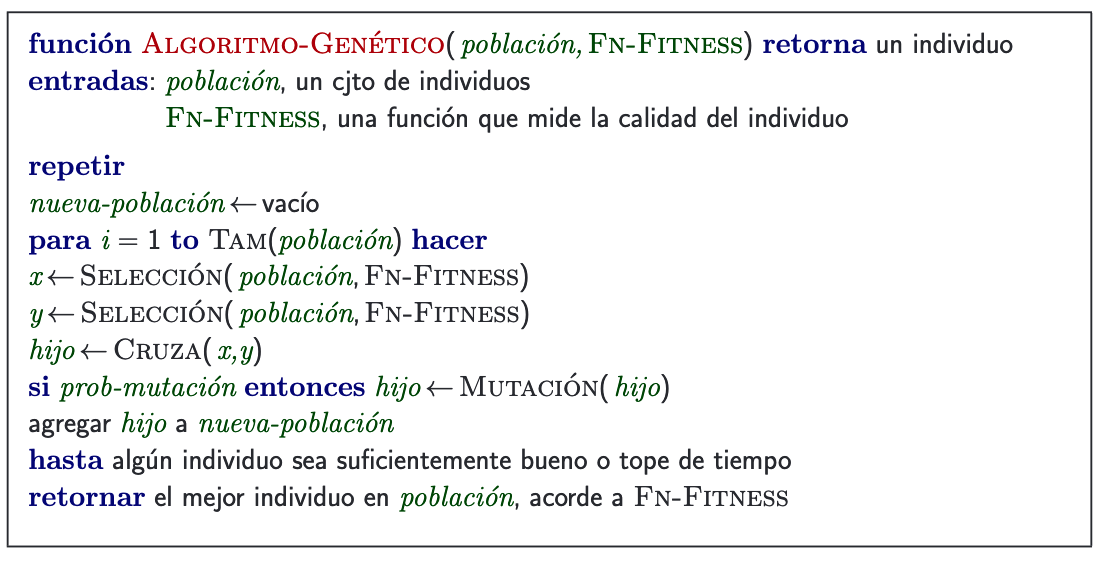 función Algoritmo-Genético( población, Fn-Fitness) retorna un individuo
entradas: población, un cjto de individuos
Fn-Fitness, una función que mide la calidad del individuo
repetir
nueva-población ← vacío
para i = 1 to Tam(población) hacer
x ← Selección( población, Fn-Fitness)
y ← Selección( población, Fn-Fitness)
hijo ← Cruza( x,y)
si prob-mutación entonces hijo ← Mutación( hijo)
agregar hijo a nueva-población
hasta algún individuo sea suficientemente bueno o tope de tiempo
retornar el mejor individuo en población, acorde a Fn-Fitness